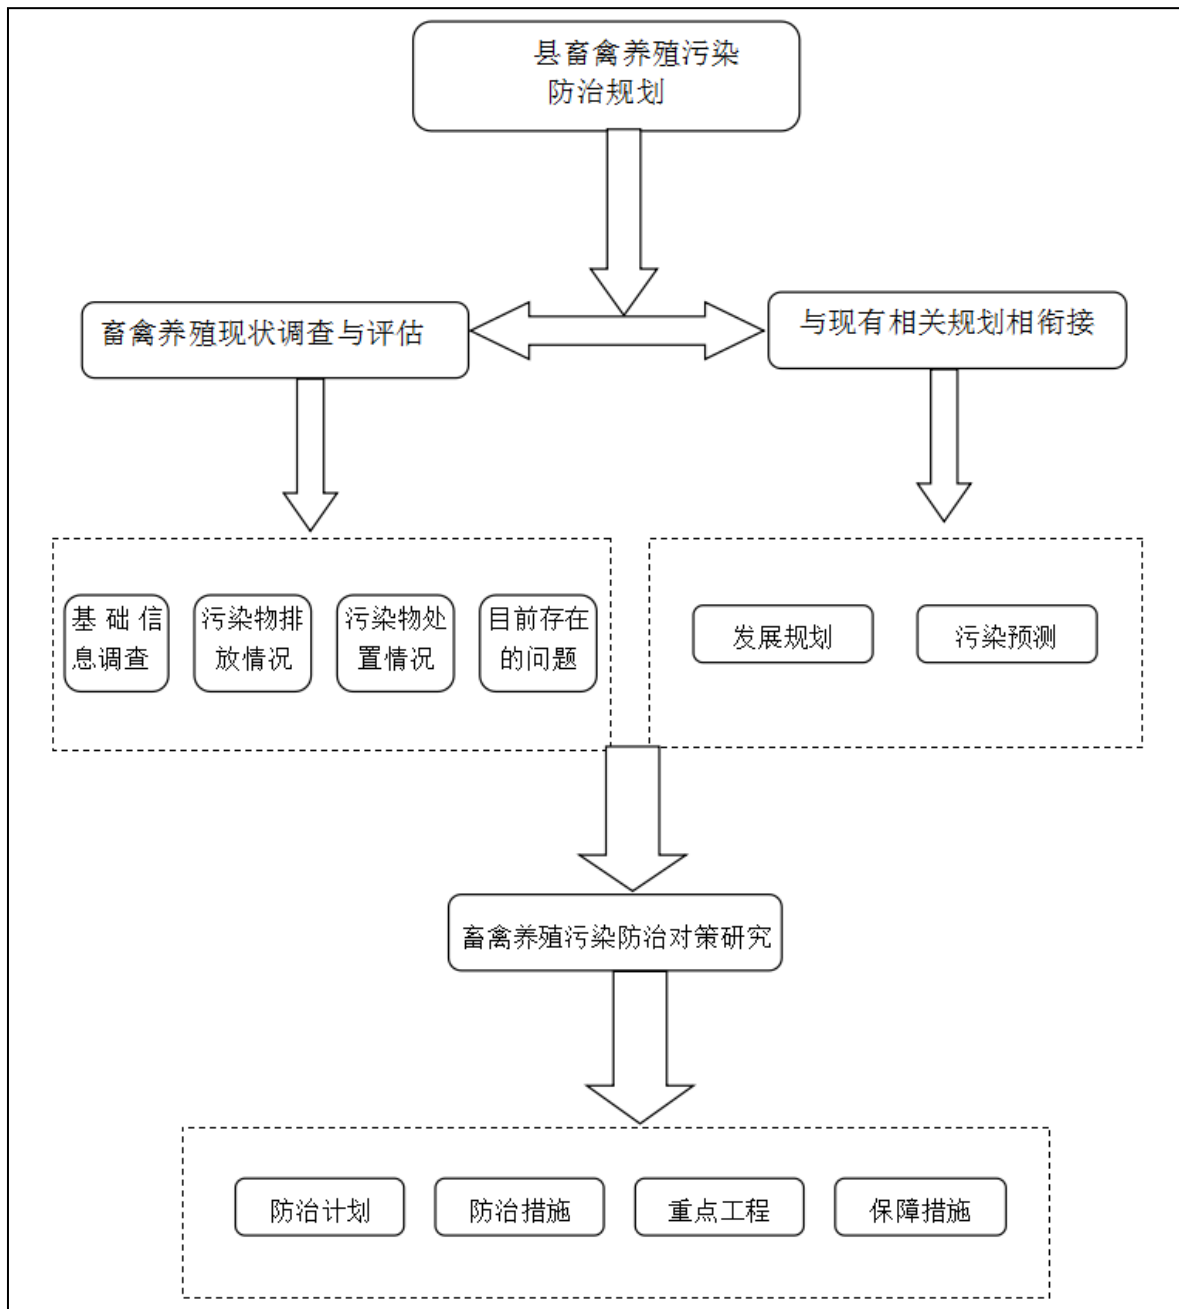 县畜禽养殖污染
防治规划
畜禽养殖现状调查与评估
与现有相关规划相衔接
基础信
息调查
污染物排
放情况
污染物处
置情况
目前存在
的问题
发展规划
污染预测
畜禽养殖污染防治对策研究
防治计划
防治措施
重点工程
保障措施